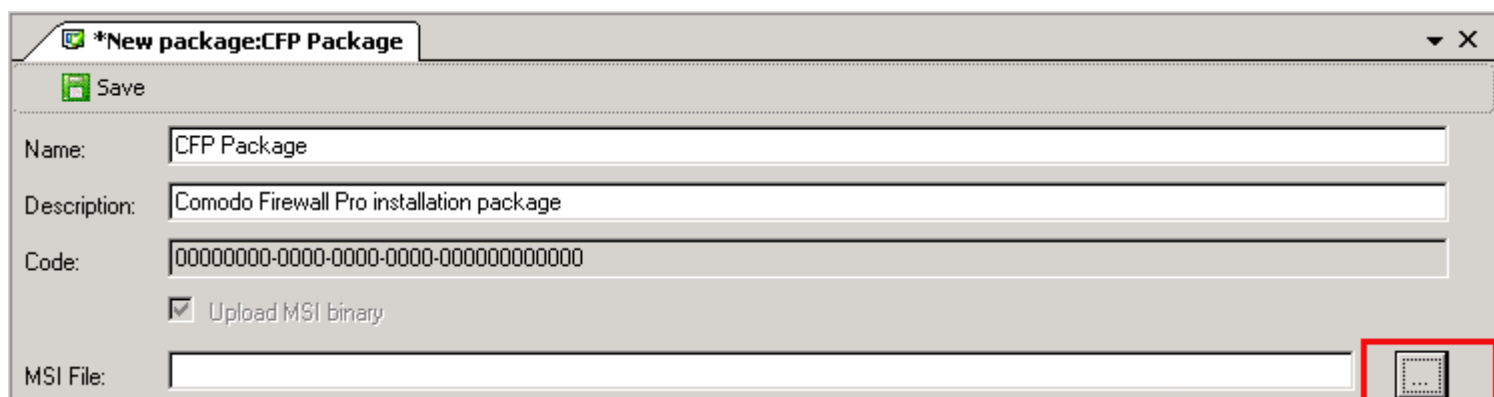 *New package:CFP Package
Save
Name: CFP Package
Description: Comodo Firewall Pro installation package
Code: 00000000-0000-0000-0000-000000000000
Upload MSI binary
MSI File: ...